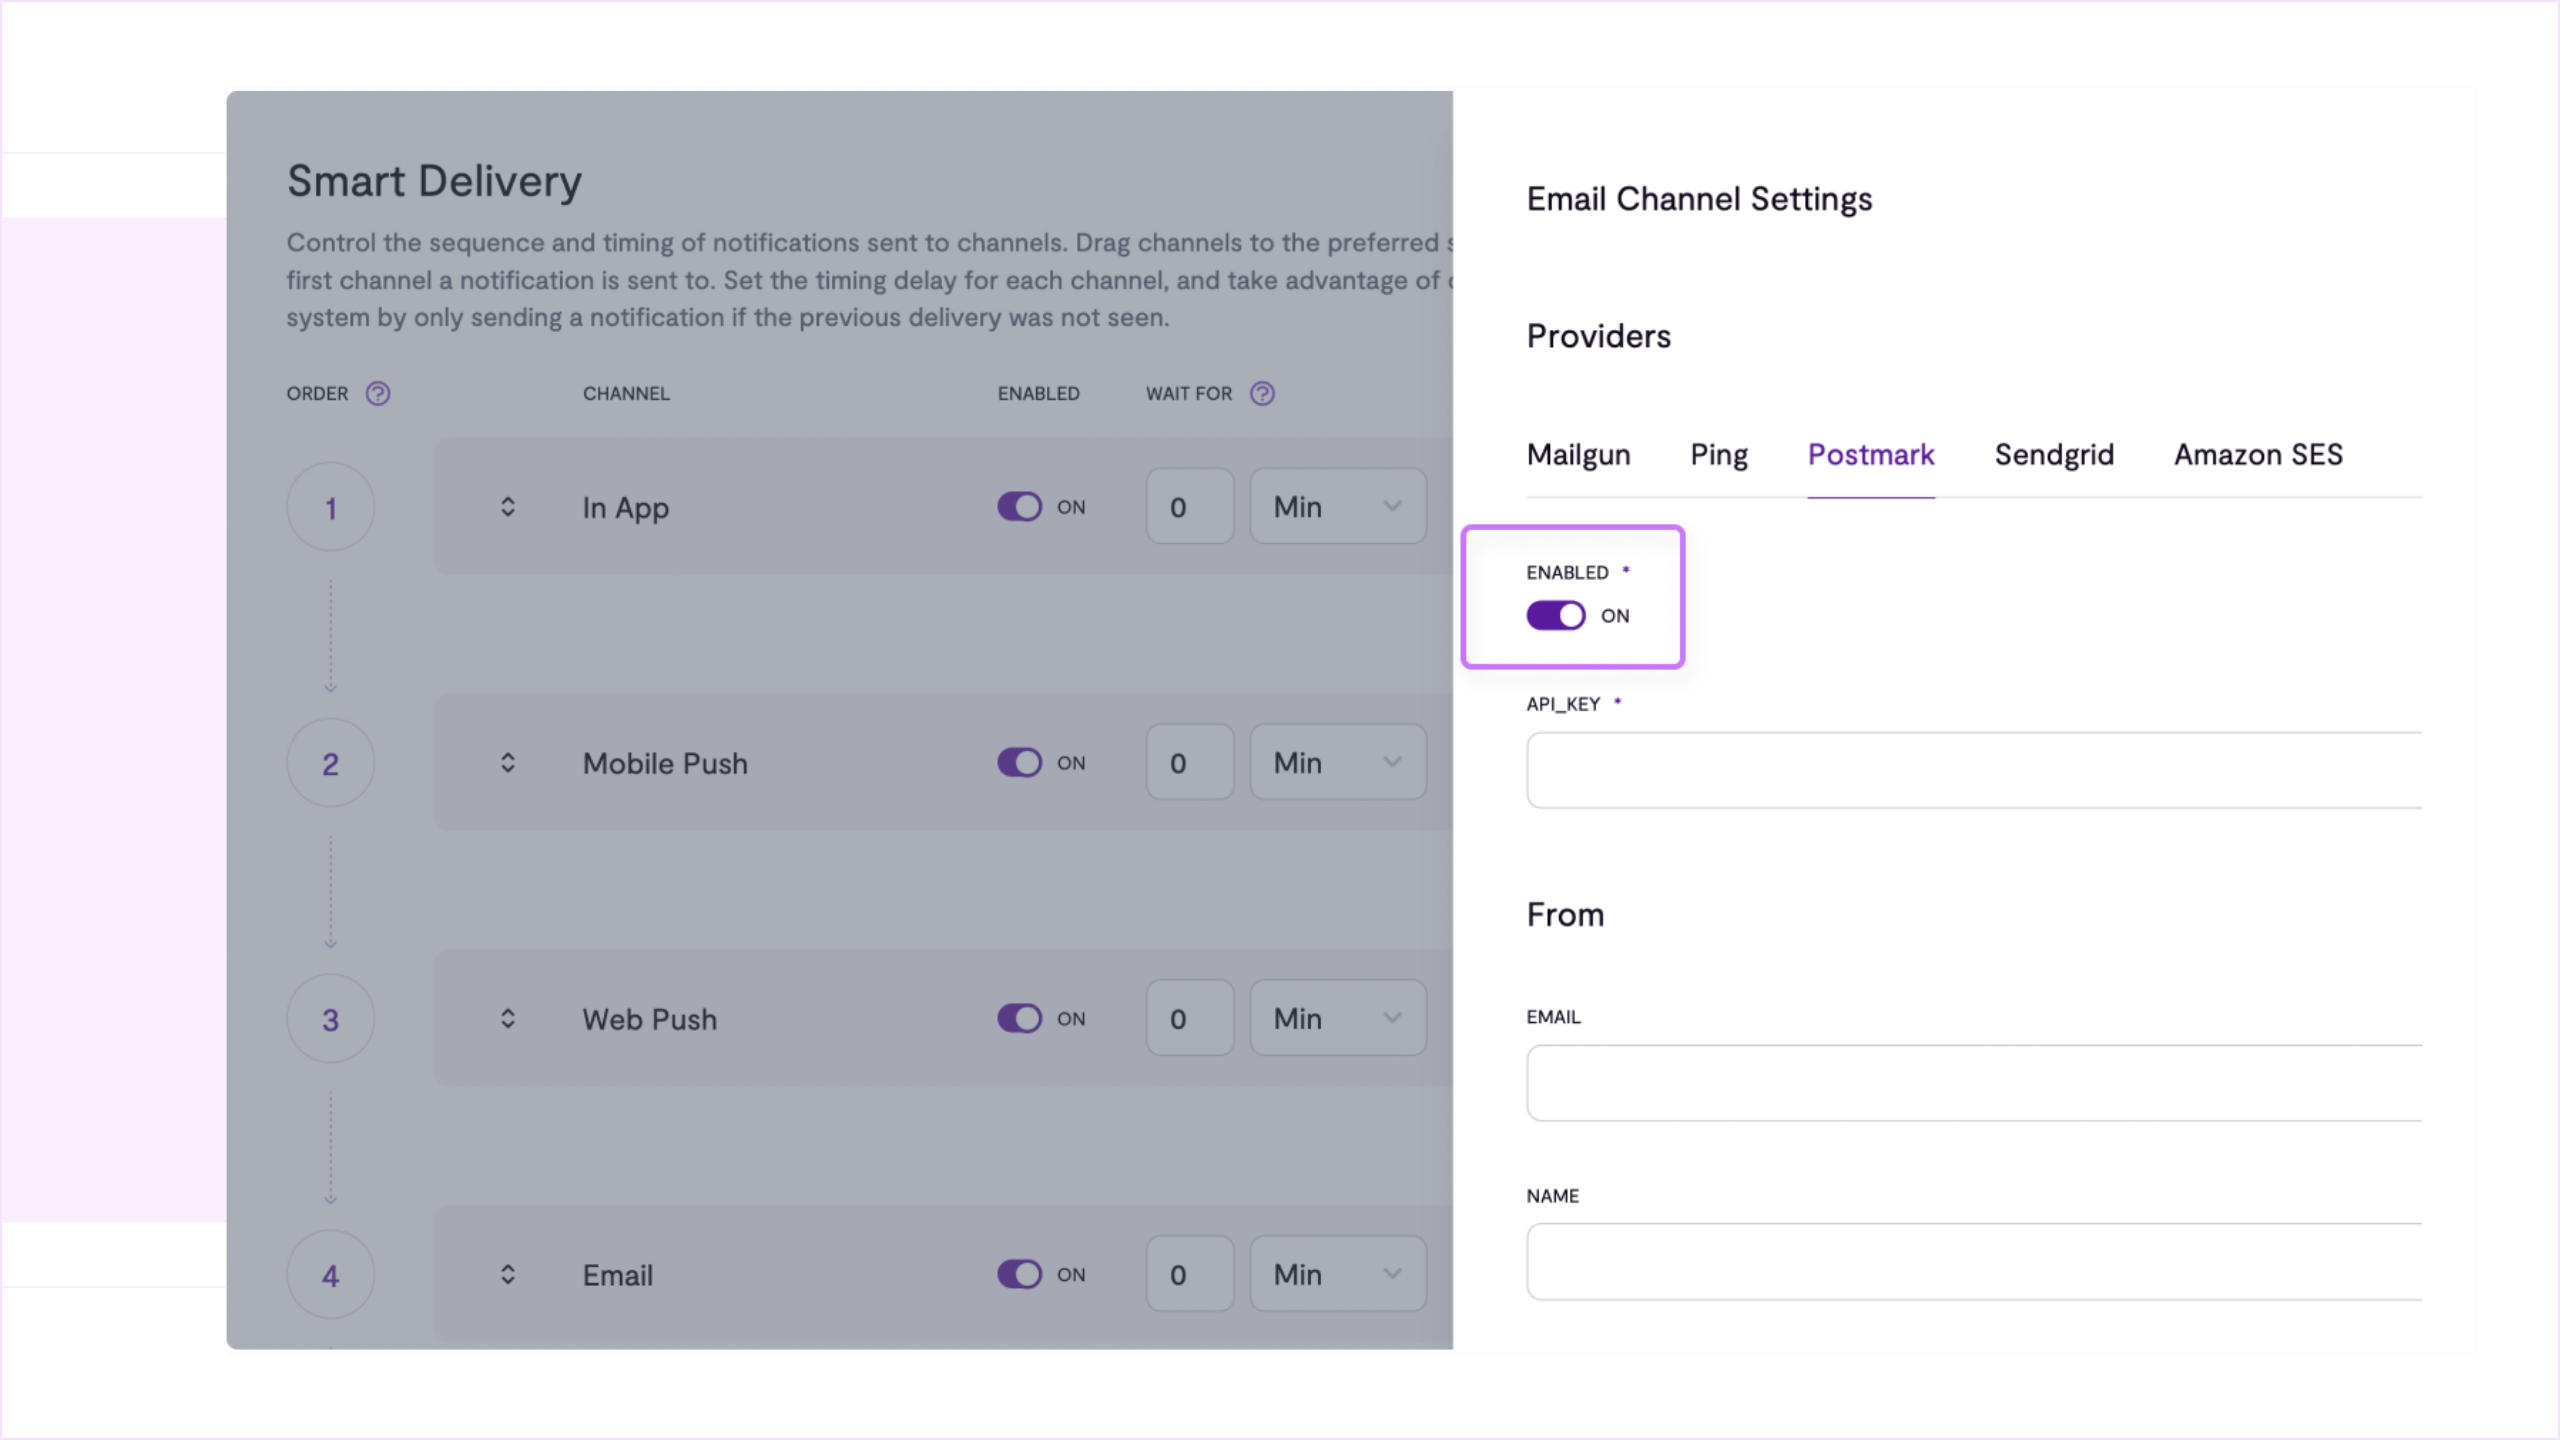 Smart Delivery
Control the sequence and timing of notifications sent to channels. Drag channels to the preferred
first channel a notification is sent to. Set the timing delay for each channel, and take advantage of
system by only sending a notification if the previous delivery was not seen.
ORDER ? CHANNEL ENABLED WAIT FOR ?
1 In App ON 0 Min
2 Mobile Push ON 0 Min
3 Web Push ON 0 Min
4 Email ON 0 Min
Email Channel Settings
Providers
Mailgun Ping Postmark Sendgrid Amazon SES
ENABLED *
ON
API_KEY *
From
EMAIL
NAME